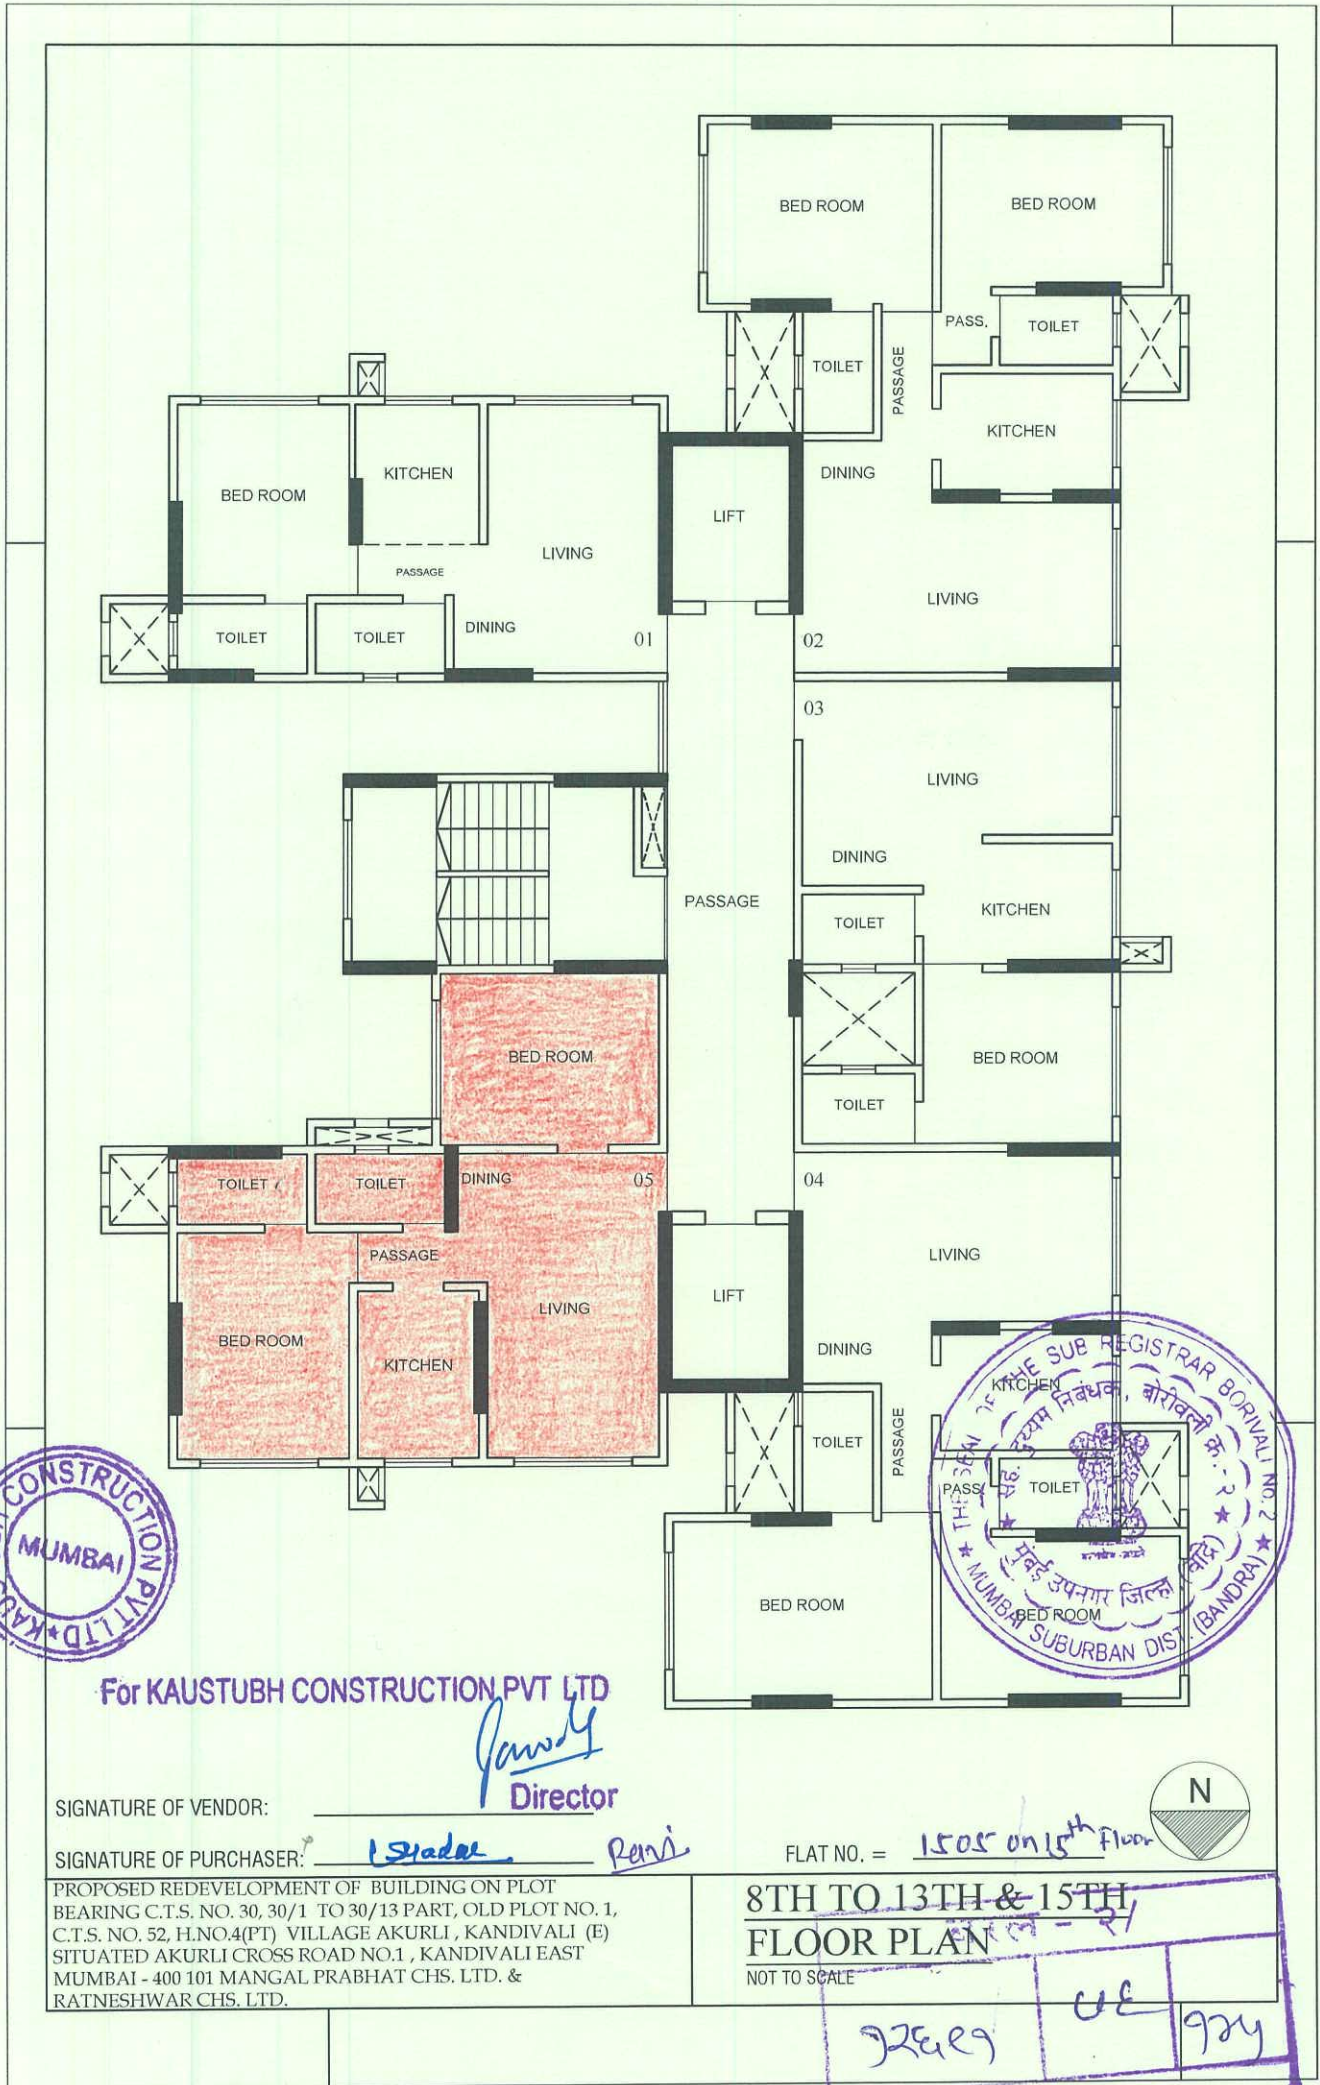 BED ROOM
BED ROOM
PASS.
TOILET
TOILET
PASSAGE
KITCHEN
DINING
LIFT
LIVING
02
BED ROOM
KITCHEN
LIVING
PASSAGE
TOILET
TOILET
DINING
01
03
LIVING
DINING
KITCHEN
TOILET
PASSAGE
BED ROOM
TOILET
BED ROOM
TOILET
TOILET
DINING
05
PASSAGE
BED ROOM
KITCHEN
LIVING
04
LIVING
LIFT
DINING
KITCHEN
TOILET
PASSAGE
PASS.
TOILET
BED ROOM
BED ROOM
THE SEAL OF THE SUB REGISTRAR BORIVALI NO. 2
★ MUMBAI SUBURBAN DIST. (BANDRA) ★
सह. दुय्यम निबंधक, बोरीवली क्र.-२
मुंबई उपनगर जिल्हा
CONSTRUCTION PVT LTD
MUMBAI
For KAUSTUBH CONSTRUCTION PVT LTD
Director
SIGNATURE OF VENDOR:
SIGNATURE OF PURCHASER:
FLAT NO. = 1505 on 15th Floor
N
PROPOSED REDEVELOPMENT OF BUILDING ON PLOT
BEARING C.T.S. NO. 30, 30/1 TO 30/13 PART, OLD PLOT NO. 1,
C.T.S. NO. 52, H.NO.4(PT) VILLAGE AKURLI , KANDIVALI (E)
SITUATED AKURLI CROSS ROAD NO.1 , KANDIVALI EAST
MUMBAI - 400 101 MANGAL PRABHAT CHS. LTD. &
RATNESHWAR CHS. LTD.
8TH TO 13TH & 15TH
FLOOR PLAN
NOT TO SCALE